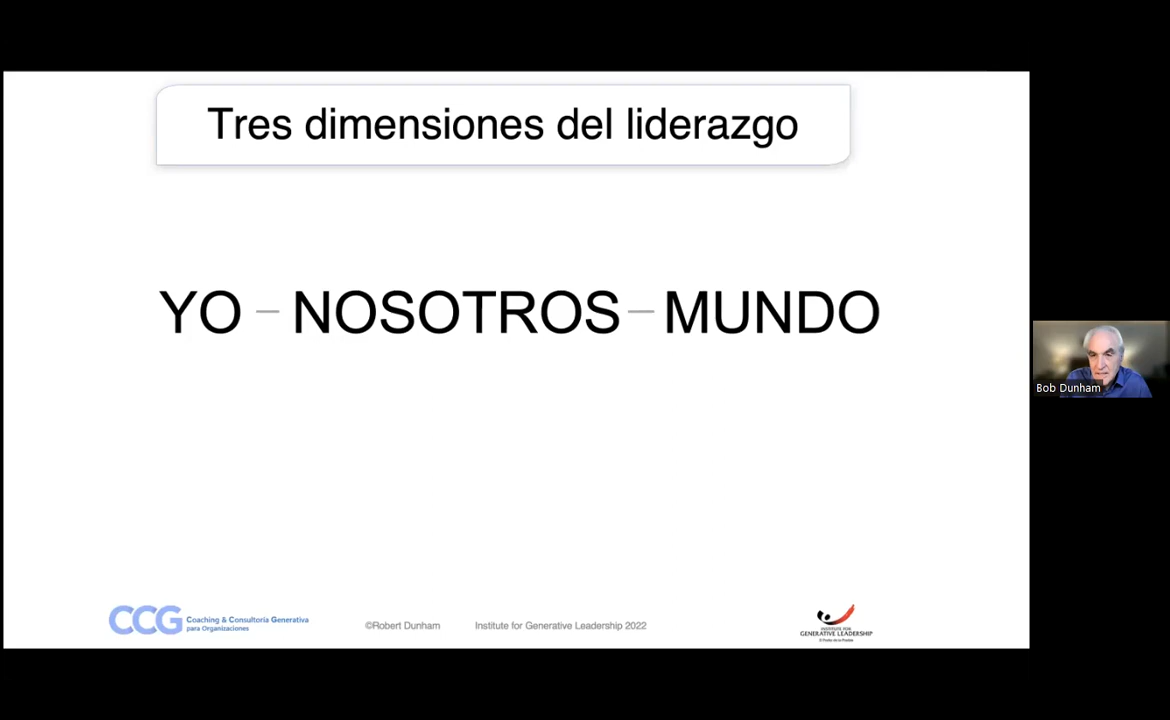 Tres dimensiones del liderazgo
YO – NOSOTROS – MUNDO
Bob Dunham
CCG Coaching & Consultoría Generativa
para Organizaciones
©Robert Dunham
Institute for Generative Leadership 2022
INSTITUTE FOR
GENERATIVE LEADERSHIP